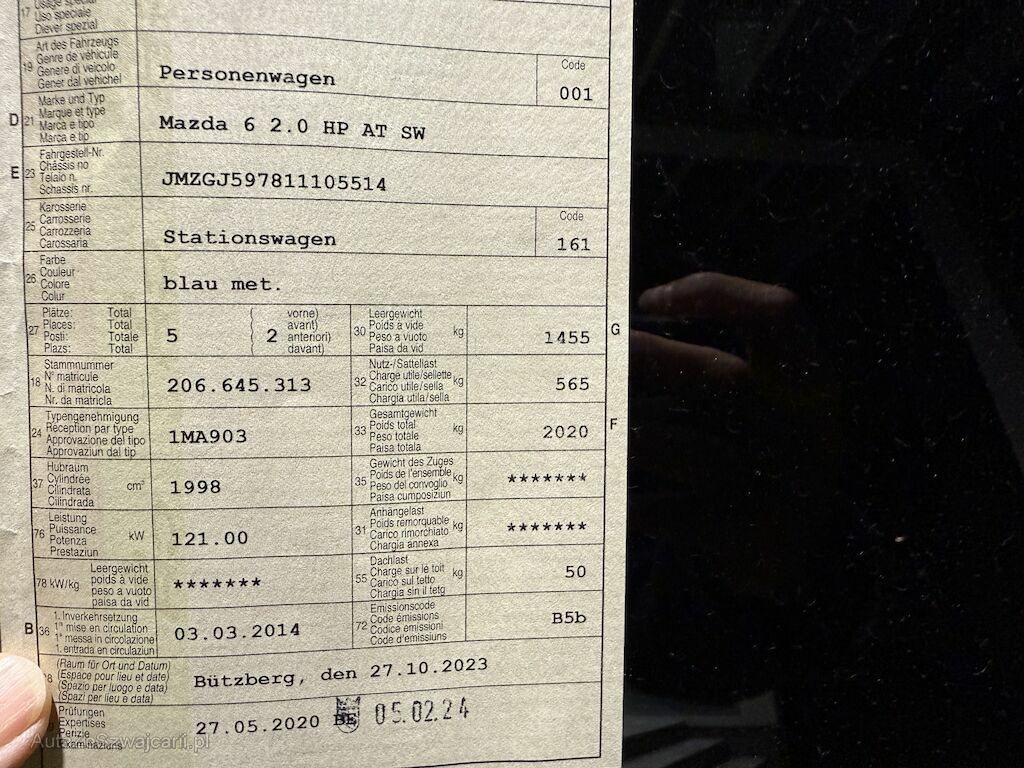 17 Usage spécial
Uso speciale
Diever spezial
19 Art des Fahrzeugs
Genre de véhicule
Genere di veicolo
Gener dal vehichel
Personenwagen
Code
001
D 21 Marke und Typ
Marque et type
Marca e tipo
Marca e tip
Mazda 6 2.0 HP AT SW
E 23 Fahrgestell-Nr.
Châssis no
Telaio n.
Schassis nr.
JMZGJ597811105514
25 Karosserie
Carrosserie
Carrozzeria
Carossaria
Stationswagen
Code
161
26 Farbe
Couleur
Colore
Colur
blau met.
27 Plätze: Total
Places: Total
Posti: Totale
Plazs: Total
5
2
vorne)
avant)
anteriori)
davant)
30 Leergewicht
Poids à vide
Peso a vuoto
Paisa da vid
kg
1455
G
18 Stammnummer
N° matricule
N. di matricola
Nr. da matricla
206.645.313
32 Nutz-/Sattellast
Charge utile/sellette
Carico utile/sella
Chargia utila/sella
kg
565
24 Typengenehmigung
Réception par type
Approvazione del tipo
Approvaziun dal tip
1MA903
33 Gesamtgewicht
Poids total
Peso totale
Paisa totala
kg
2020
F
37 Hubraum
Cylindrée
Cilindrata
Cilindrada
cm³
1998
35 Gewicht des Zuges
Poids de l'ensemble
Peso del convoglio
Paisa cumposiziun
kg
*******
76 Leistung
Puissance
Potenza
Prestaziun
kW
121.00
31 Anhängelast
Poids remorquable
Carico rimorchiato
Chargia annexa
kg
*******
78 kW/kg
Leergewicht
poids à vide
peso a vuoto
paisa da vid
*******
55 Dachlast
Charge sur le toit
Carico sul tetto
Chargia sin il tetg
kg
50
B 36 1. Inverkehrsetzung
1re mise en circulation
1a messa in circolazione
1. entrada en circulaziun
03.03.2014
72 Emissionscode
Code émissions
Codice emissioni
Code d'emissiuns
B5b
(Raum für Ort und Datum)
(Espace pour lieu et date)
(Spazio per luogo e data)
(Spazi per lieu e data)
Bützberg, den 27.10.2023
Prüfungen
Expertises
Perizie
27.05.2020 BE 05.02.24